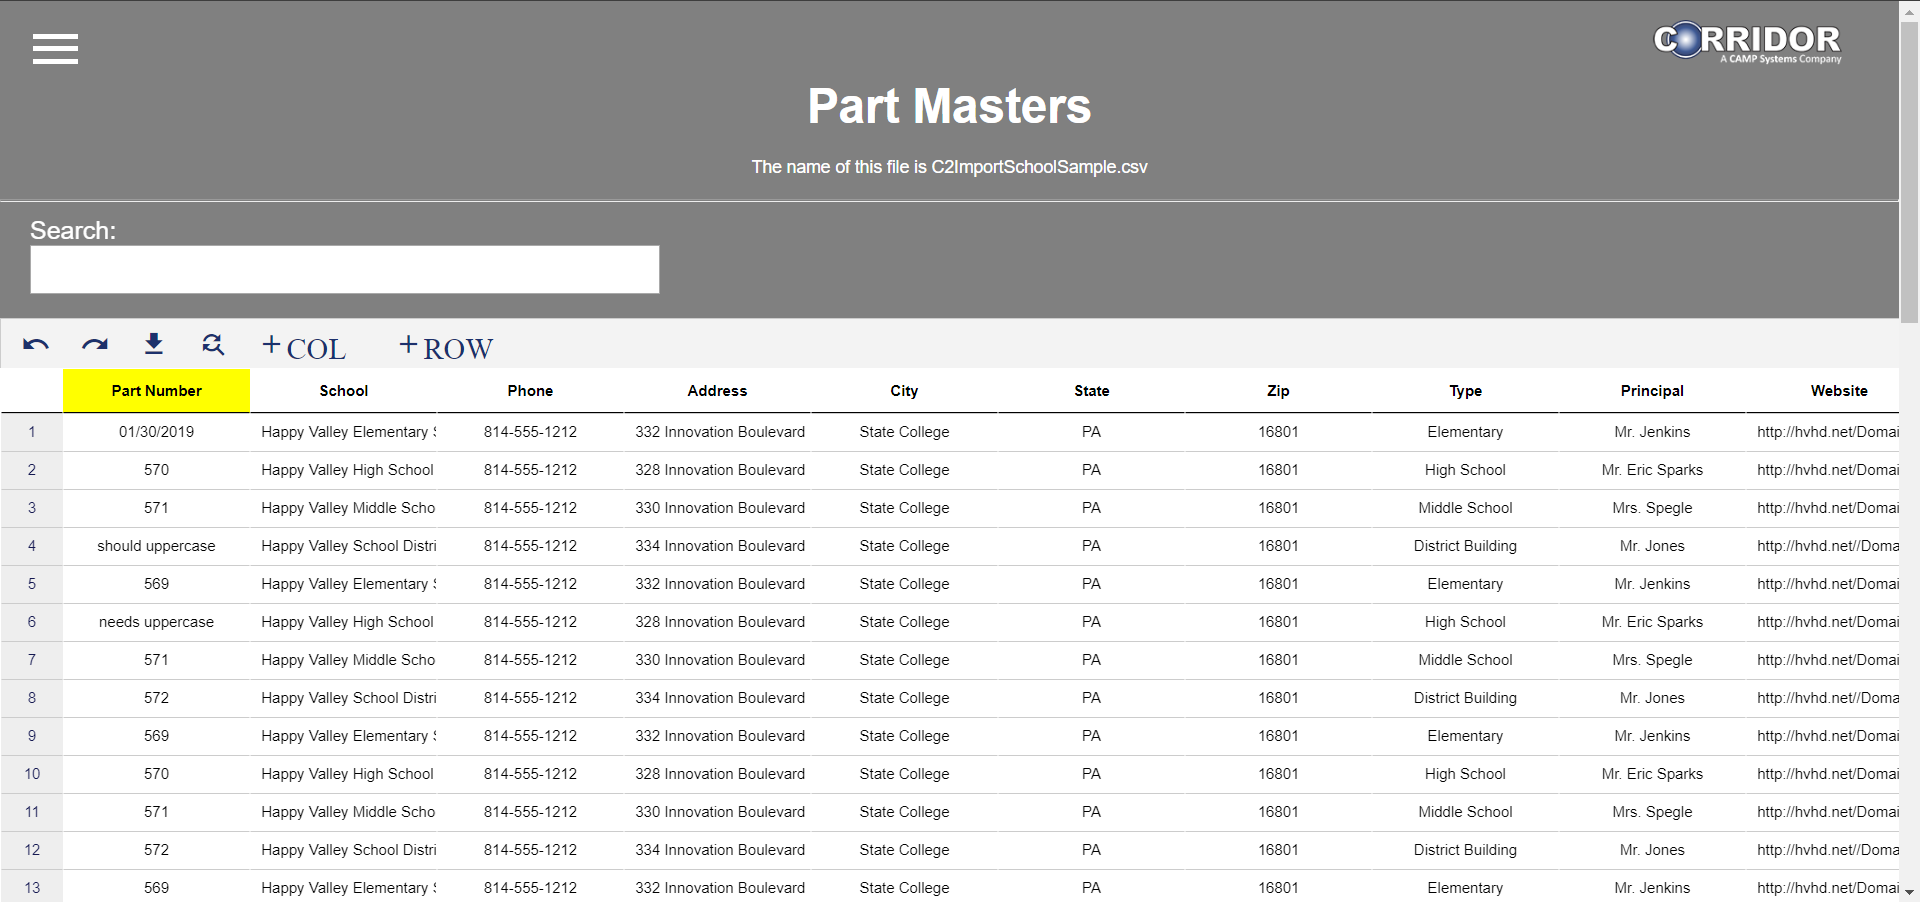 CORRIDOR
A CAMP Systems Company
Part Masters
The name of this file is C2ImportSchoolSample.csv
Search:
+ COL + ROW
Part Number School Phone Address City State Zip Type Principal Website
1 01/30/2019 Happy Valley Elementary S 814-555-1212 332 Innovation Boulevard State College PA 16801 Elementary Mr. Jenkins http://hvhd.net/Domai
2 570 Happy Valley High School 814-555-1212 328 Innovation Boulevard State College PA 16801 High School Mr. Eric Sparks http://hvhd.net/Domai
3 571 Happy Valley Middle Scho 814-555-1212 330 Innovation Boulevard State College PA 16801 Middle School Mrs. Spegle http://hvhd.net/Domai
4 should uppercase Happy Valley School Distri 814-555-1212 334 Innovation Boulevard State College PA 16801 District Building Mr. Jones http://hvhd.net//Doma
5 569 Happy Valley Elementary S 814-555-1212 332 Innovation Boulevard State College PA 16801 Elementary Mr. Jenkins http://hvhd.net/Domai
6 needs uppercase Happy Valley High School 814-555-1212 328 Innovation Boulevard State College PA 16801 High School Mr. Eric Sparks http://hvhd.net/Domai
7 571 Happy Valley Middle Scho 814-555-1212 330 Innovation Boulevard State College PA 16801 Middle School Mrs. Spegle http://hvhd.net/Domai
8 572 Happy Valley School Distri 814-555-1212 334 Innovation Boulevard State College PA 16801 District Building Mr. Jones http://hvhd.net//Doma
9 569 Happy Valley Elementary S 814-555-1212 332 Innovation Boulevard State College PA 16801 Elementary Mr. Jenkins http://hvhd.net/Domai
10 570 Happy Valley High School 814-555-1212 328 Innovation Boulevard State College PA 16801 High School Mr. Eric Sparks http://hvhd.net/Domai
11 571 Happy Valley Middle Scho 814-555-1212 330 Innovation Boulevard State College PA 16801 Middle School Mrs. Spegle http://hvhd.net/Domai
12 572 Happy Valley School Distri 814-555-1212 334 Innovation Boulevard State College PA 16801 District Building Mr. Jones http://hvhd.net//Doma
13 569 Happy Valley Elementary S 814-555-1212 332 Innovation Boulevard State College PA 16801 Elementary Mr. Jenkins http://hvhd.net/Domai